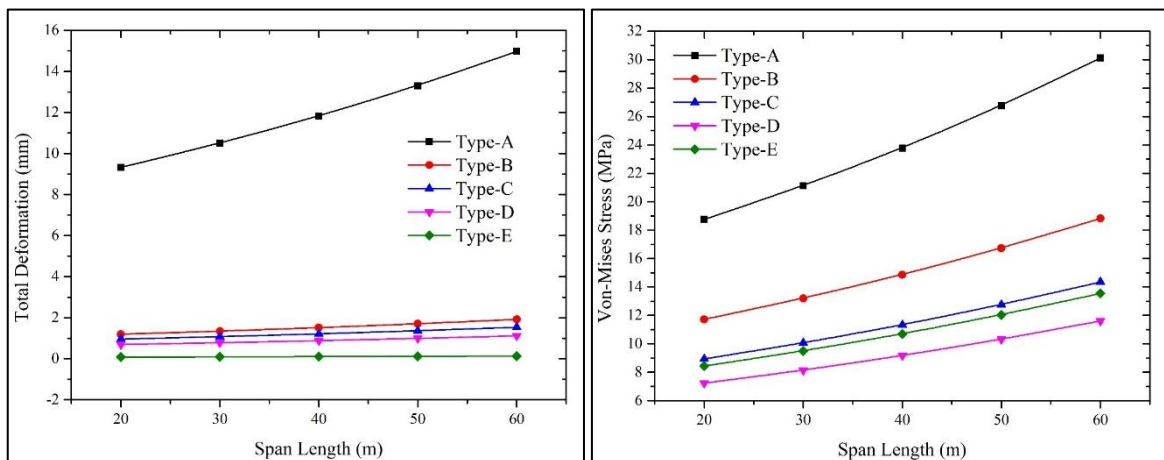 16
14
12
10
8
6
4
2
0
-2
Total Deformation (mm)
Type-A
Type-B
Type-C
Type-D
Type-E
20 30 40 50 60
Span Length (m)
32
30
28
26
24
22
20
18
16
14
12
10
8
6
Von-Mises Stress (MPa)
Type-A
Type-B
Type-C
Type-D
Type-E
20 30 40 50 60
Span Length (m)